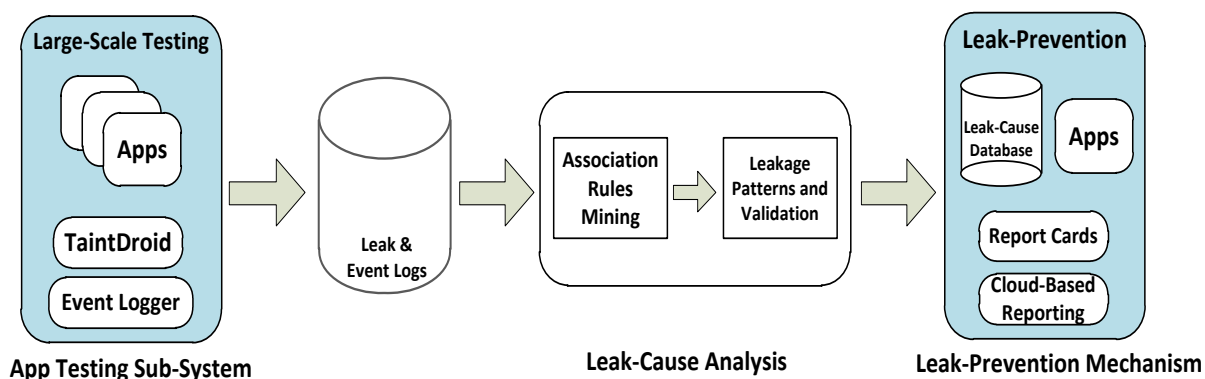 Large-Scale Testing
Apps
TaintDroid
Event Logger
App Testing Sub-System
Leak &
Event Logs
Association
Rules
Mining
Leakage
Patterns and
Validation
Leak-Cause Analysis
Leak-Prevention
Leak-Cause
Database
Apps
Report Cards
Cloud-Based
Reporting
Leak-Prevention Mechanism